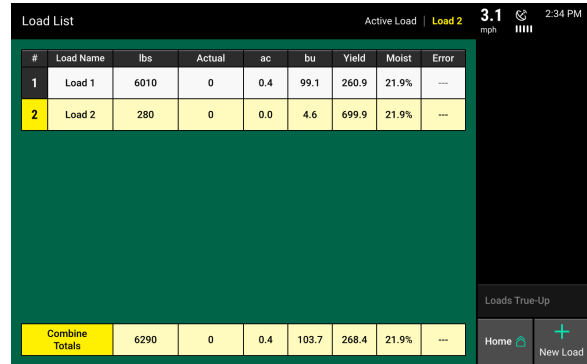 Load List Active Load | Load 2
3.1 mph 2:34 PM
# Load Name lbs Actual ac bu Yield Moist Error
1 Load 1 6010 0 0.4 99.1 260.9 21.9% ---
2 Load 2 280 0 0.0 4.6 699.9 21.9% ---
Combine Totals 6290 0 0.4 103.7 268.4 21.9% ---
Loads True-Up
Home
New Load